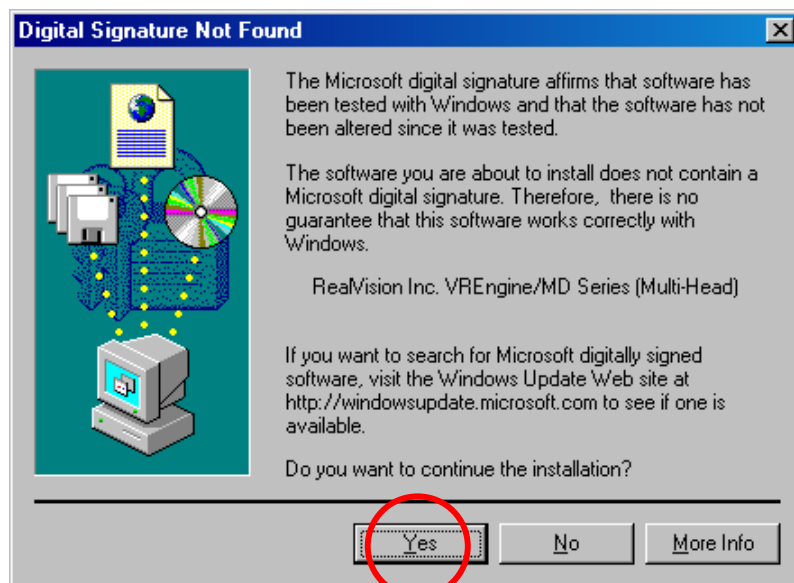 Digital Signature Not Found
The Microsoft digital signature affirms that software has
been tested with Windows and that the software has not
been altered since it was tested.
The software you are about to install does not contain a
Microsoft digital signature. Therefore, there is no
guarantee that this software works correctly with
Windows.
RealVision Inc. VREngine/MD Series (Multi-Head)
If you want to search for Microsoft digitally signed
software, visit the Windows Update Web site at
http://windowsupdate.microsoft.com to see if one is
available.
Do you want to continue the installation?
Yes No More Info